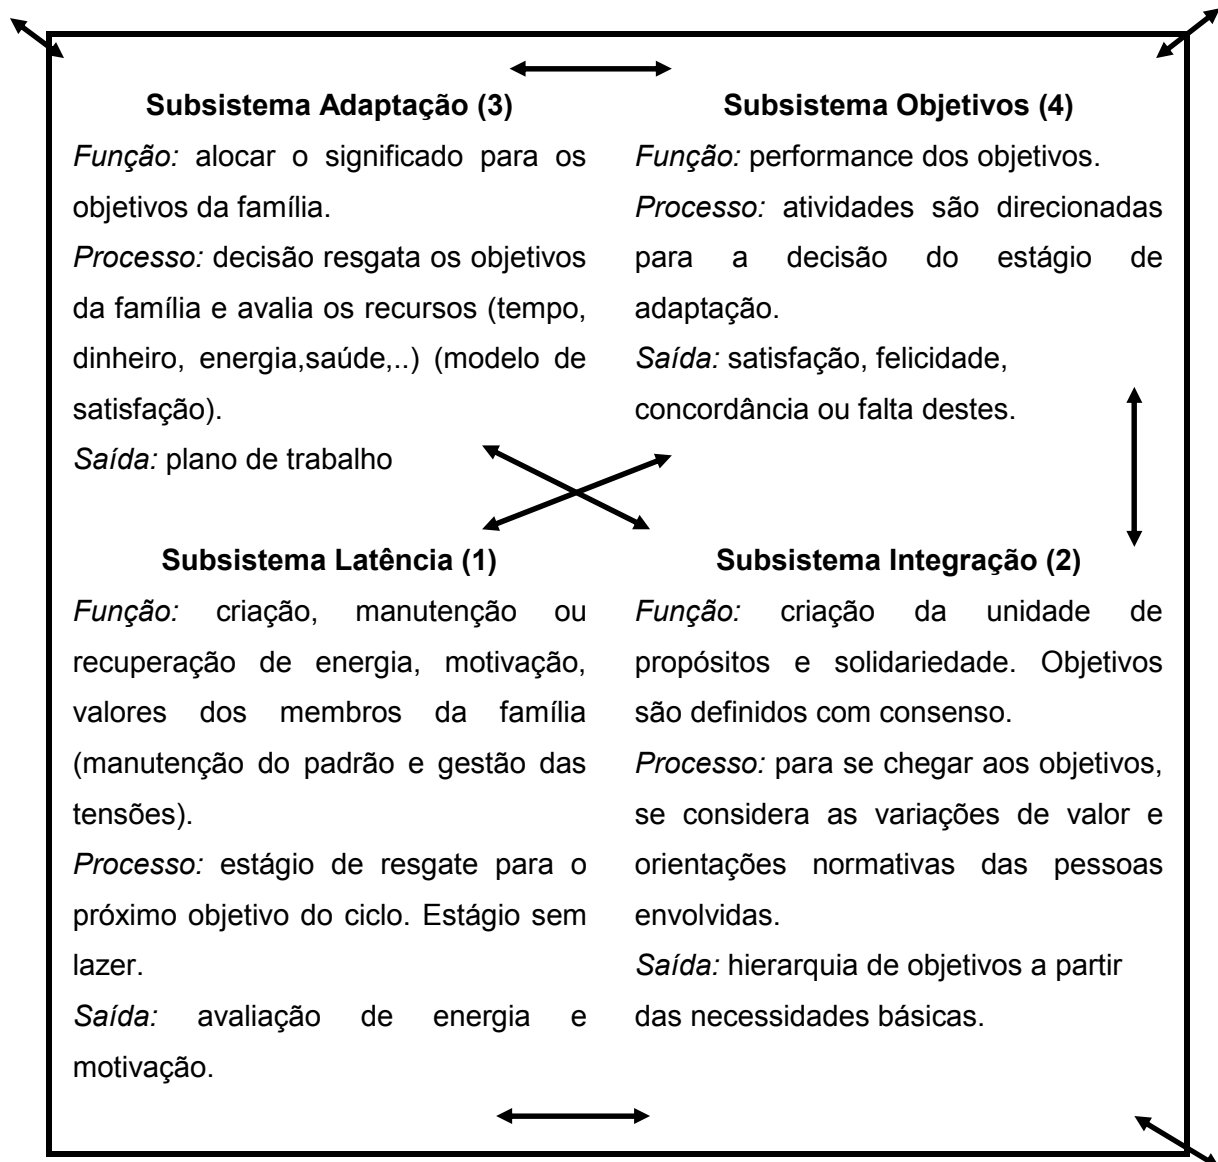 Subsistema Adaptação (3)
Função: alocar o significado para os
objetivos da família.
Processo: decisão resgata os objetivos
da família e avalia os recursos (tempo,
dinheiro, energia,saúde,..) (modelo de
satisfação).
Saída: plano de trabalho
Subsistema Objetivos (4)
Função: performance dos objetivos.
Processo: atividades são direcionadas
para a decisão do estágio de
adaptação.
Saída: satisfação, felicidade,
concordância ou falta destes.
Subsistema Latência (1)
Função: criação, manutenção ou
recuperação de energia, motivação,
valores dos membros da família
(manutenção do padrão e gestão das
tensões).
Processo: estágio de resgate para o
próximo objetivo do ciclo. Estágio sem
lazer.
Saída: avaliação de energia e
motivação.
Subsistema Integração (2)
Função: criação da unidade de
propósitos e solidariedade. Objetivos
são definidos com consenso.
Processo: para se chegar aos objetivos,
se considera as variações de valor e
orientações normativas das pessoas
envolvidas.
Saída: hierarquia de objetivos a partir
das necessidades básicas.